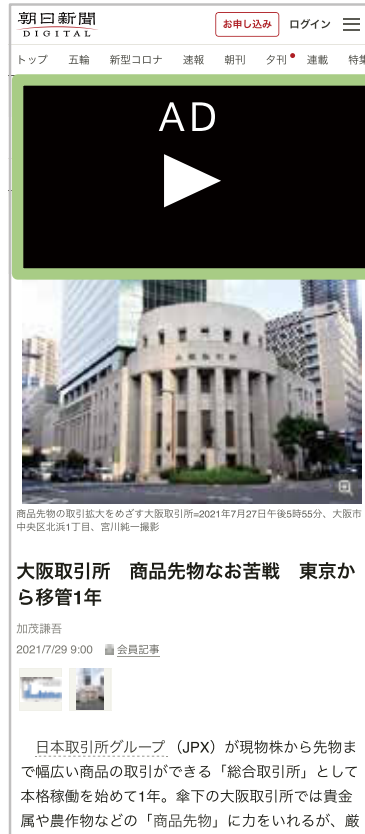 朝日新聞
DIGITAL
お申し込み ログイン
トップ 五輪 新型コロナ 速報 朝刊 夕刊 連載 特集
AD
大阪取引所
商品先物の取引拡大をめざす大阪取引所=2021年7月27日午後5時55分、大阪市
中央区北浜1丁目、宮川純一撮影
大阪取引所 商品先物なお苦戦 東京か
ら移管1年
加茂謙吾
2021/7/29 9:00 会員記事
日本取引所グループ(JPX)が現物株から先物ま
で幅広い商品の取引ができる「総合取引所」として
本格稼働を始めて1年。傘下の大阪取引所では貴金
属や農作物などの「商品先物」に力をいれるが、厳